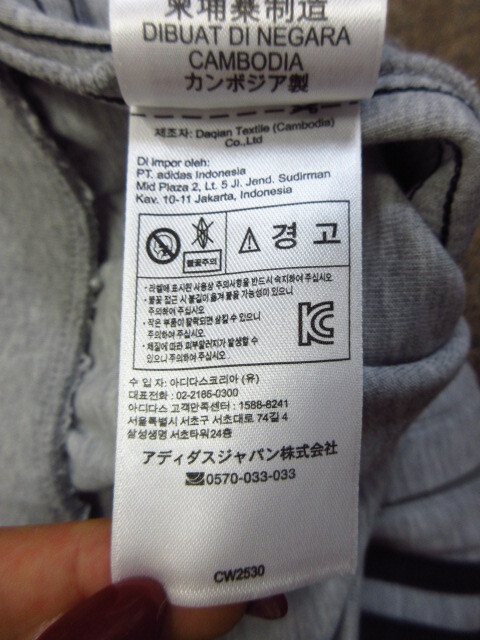 柬埔寨制造
DIBUAT DI NEGARA
CAMBODIA
カンボジア製
제조자: Daqian Textile (Cambodia)
Co.,Ltd
Di impor oleh:
PT. adidas Indonesia
Mid Plaza 2, Lt. 5 Jl. Jend. Sudirman
Kav. 10-11 Jakarta, Indonesia
불꽃주의
경 고
· 라벨에 표시된 사용상 주의사항을 반드시 숙지하여 주십시오.
· 불꽃 접근 시 불길이 옮겨 붙을 가능성이 있으니
주의하여 주십시오.
· 작은 부품이 탈락되면 삼킬 수 있으니
주의하여 주십시오.
· 체질에 따라 피부알러지가 발생할 수
있으니 주의하여 주십시오.
수 입 자: 아디다스코리아 (유)
대표전화 : 02-2186-0300
아디다스 고객만족센터 : 1588-8241
서울특별시 서초구 서초대로 74길 4
삼성생명 서초타워24층
アディダスジャパン株式会社
0570-033-033
CW2530